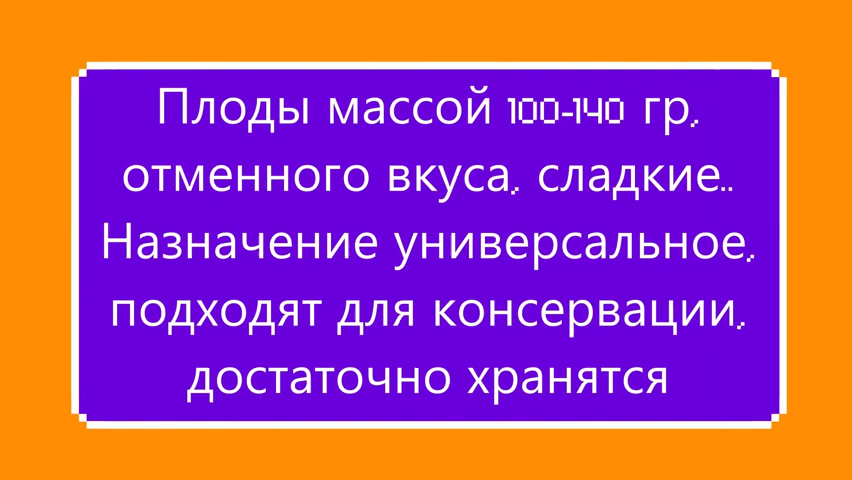 Плоды массой 100-140 гр,
отменного вкуса, сладкие..
Назначение универсальное,
подходят для консервации,
достаточно хранятся